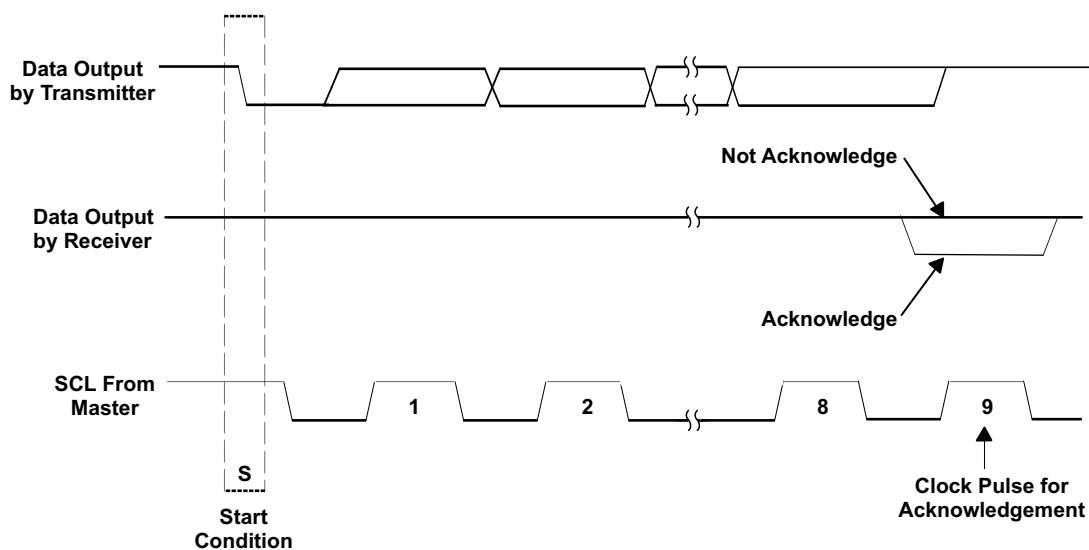 Data Output
by Transmitter
Not Acknowledge
Data Output
by Receiver
Acknowledge
SCL From
Master
1
2
8
9
S
Start
Condition
Clock Pulse for
Acknowledgement